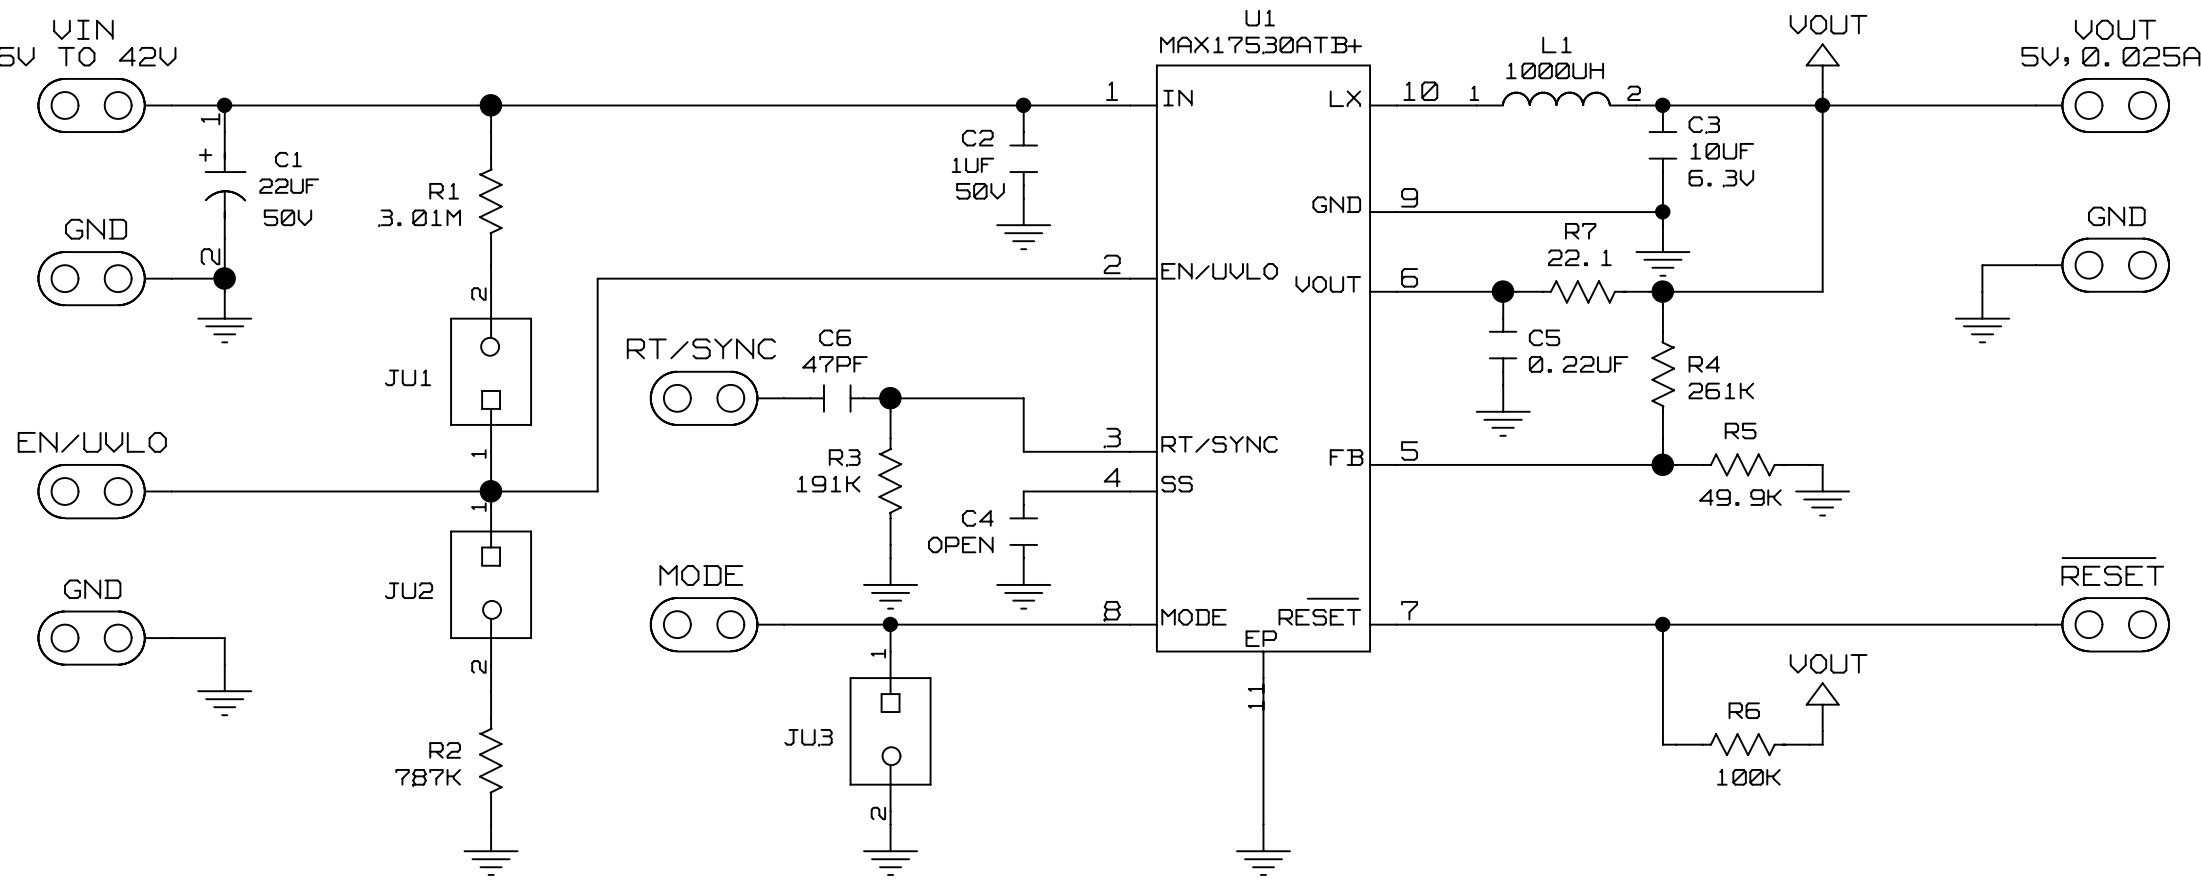 VIN
6V TO 42V
1
+
C1
22UF
50V
2
GND
R1
3.01M
2
JU1
1
EN/UVLO
1
JU2
2
GND
R2
787K
C2
1UF
50V
RT/SYNC
C6
47PF
R3
191K
C4
OPEN
MODE
1
JU3
2
U1
MAX17530ATB+
1 IN
2 EN/UVLO
3 RT/SYNC
4 SS
8 MODE
LX 10
GND 9
VOUT 6
FB 5
RESET 7
EP
11
1 L1 2
1000UH
C3
10UF
6.3V
R7
22.1
C5
0.22UF
R4
261K
R5
49.9K
VOUT
VOUT
5V,0.025A
GND
RESET
VOUT
R6
100K